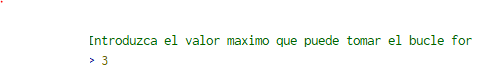 Introduzca el valor maximo que puede tomar el bucle for
> 3